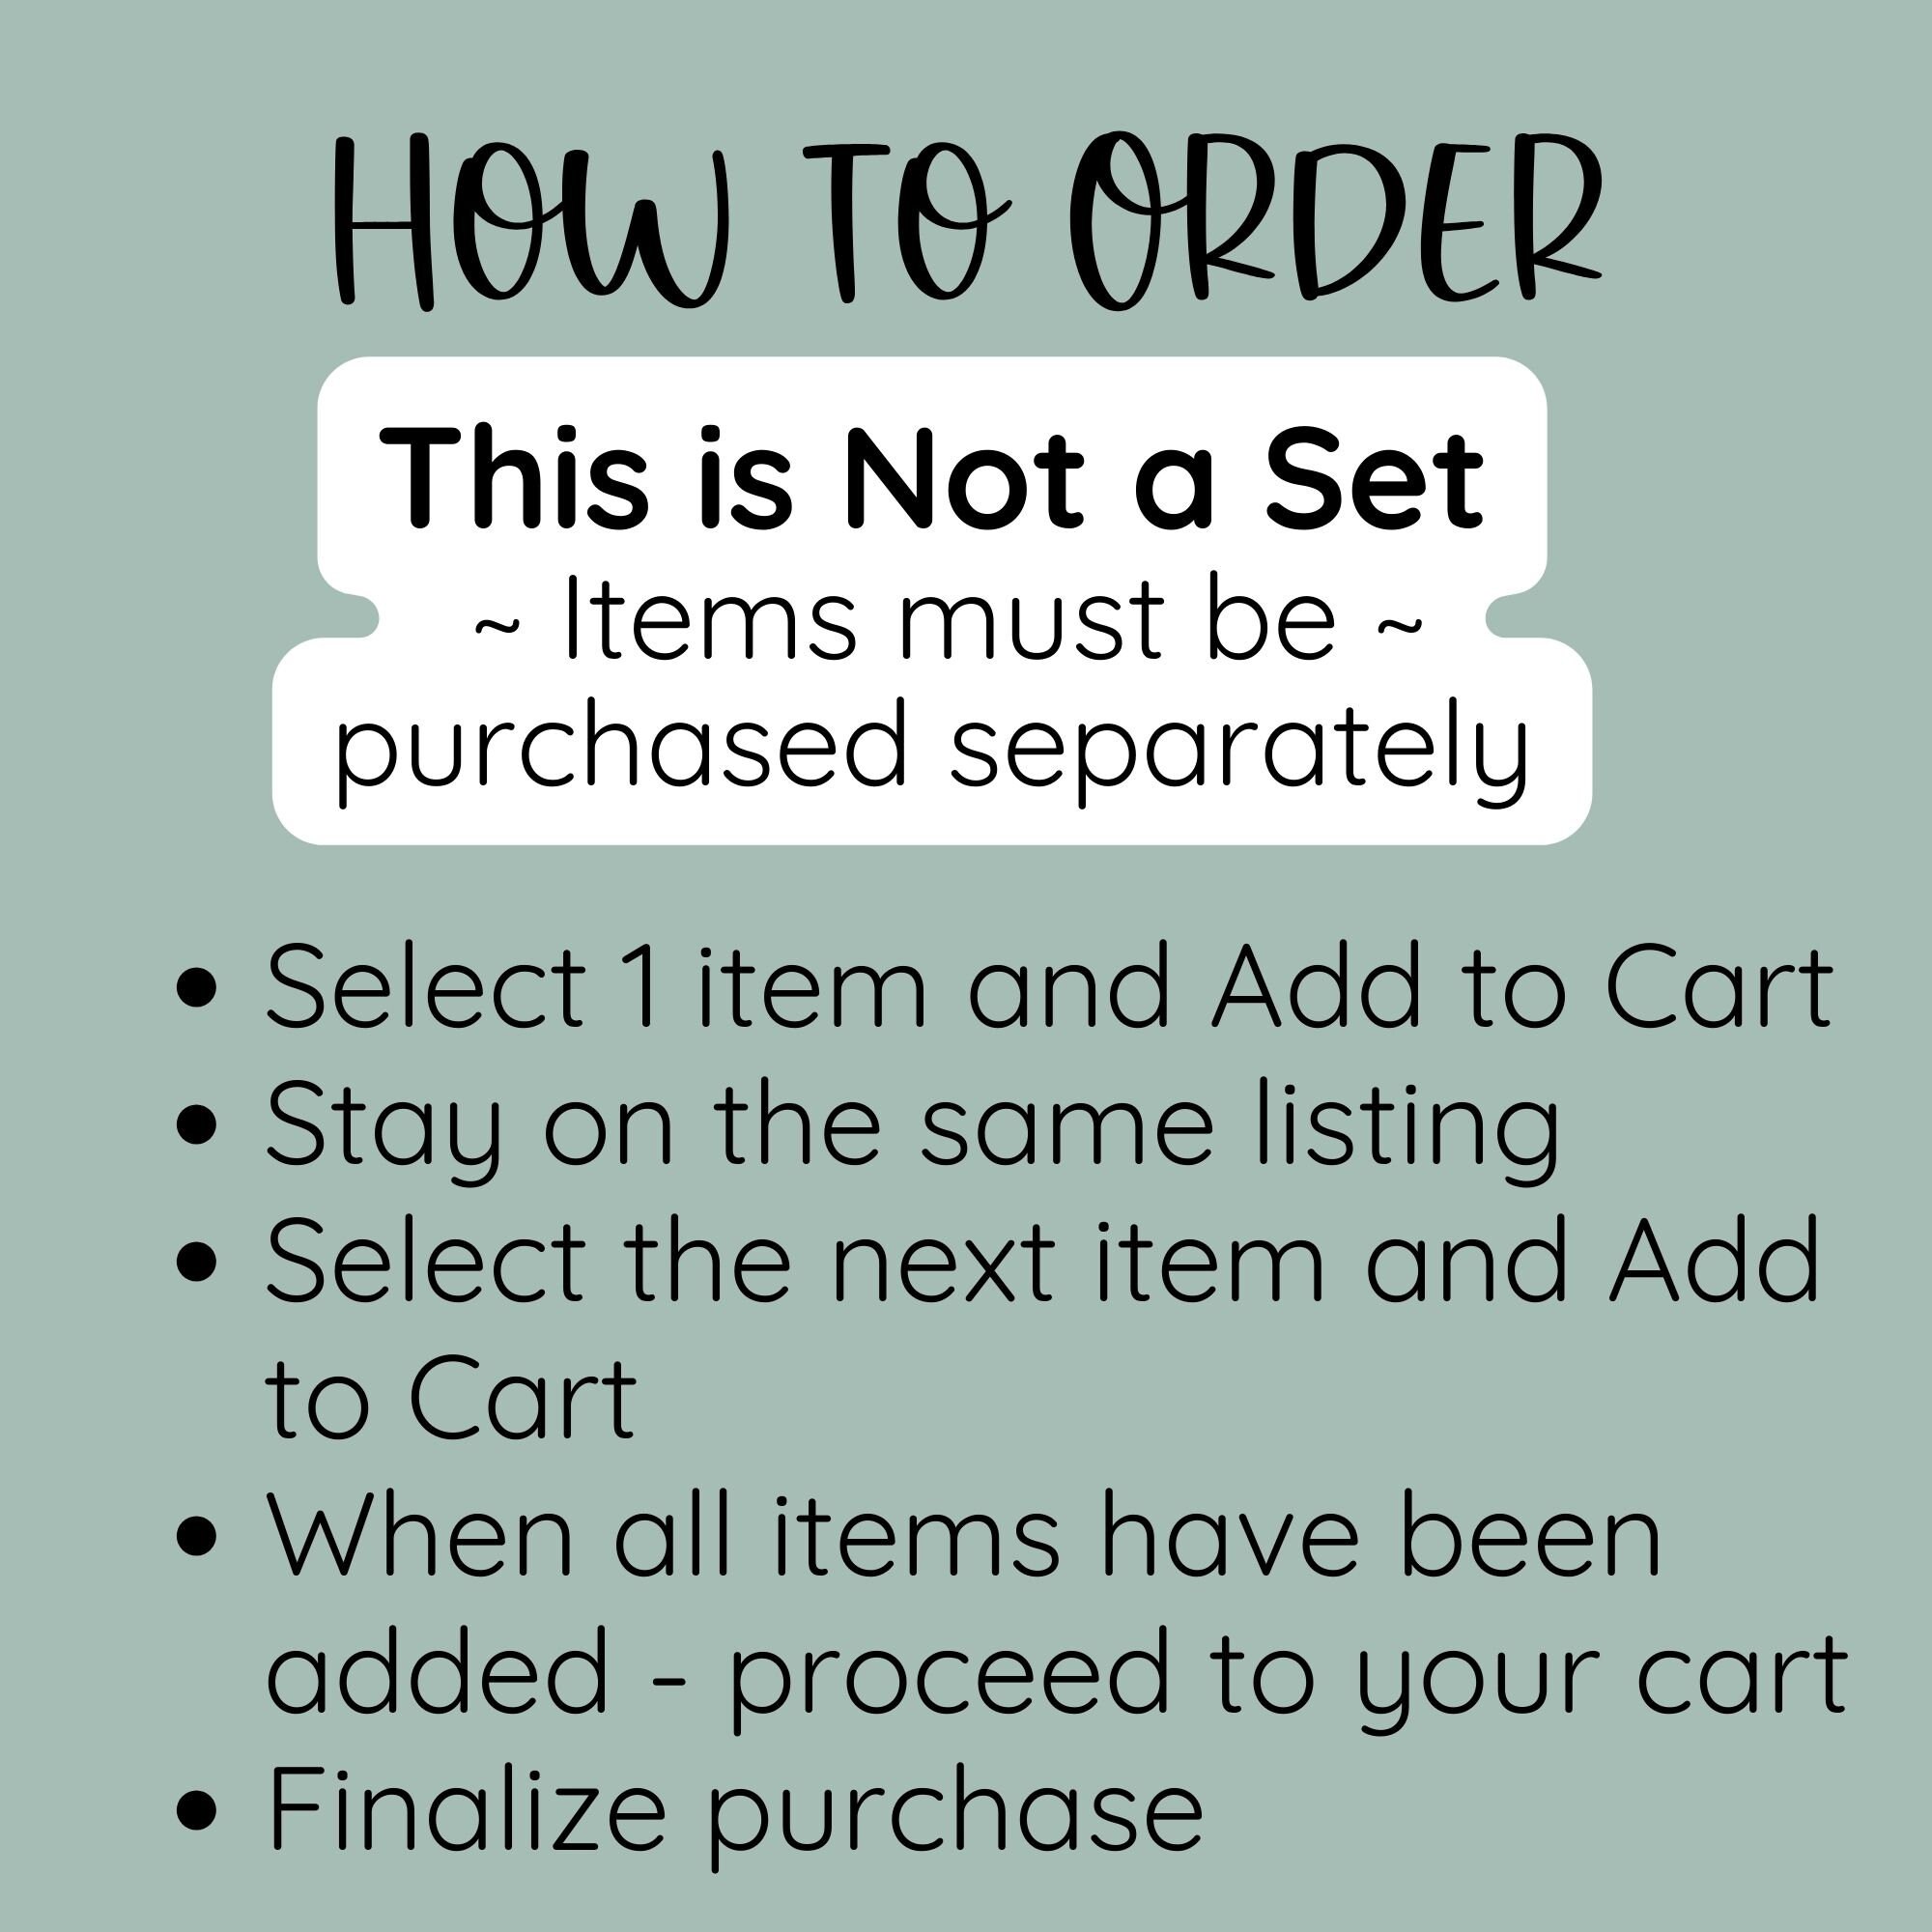 HOW TO ORDER
This is Not a Set
~ Items must be ~
purchased separately
• Select 1 item and Add to Cart
• Stay on the same listing
• Select the next item and Add
to Cart
• When all items have been
added - proceed to your cart
• Finalize purchase